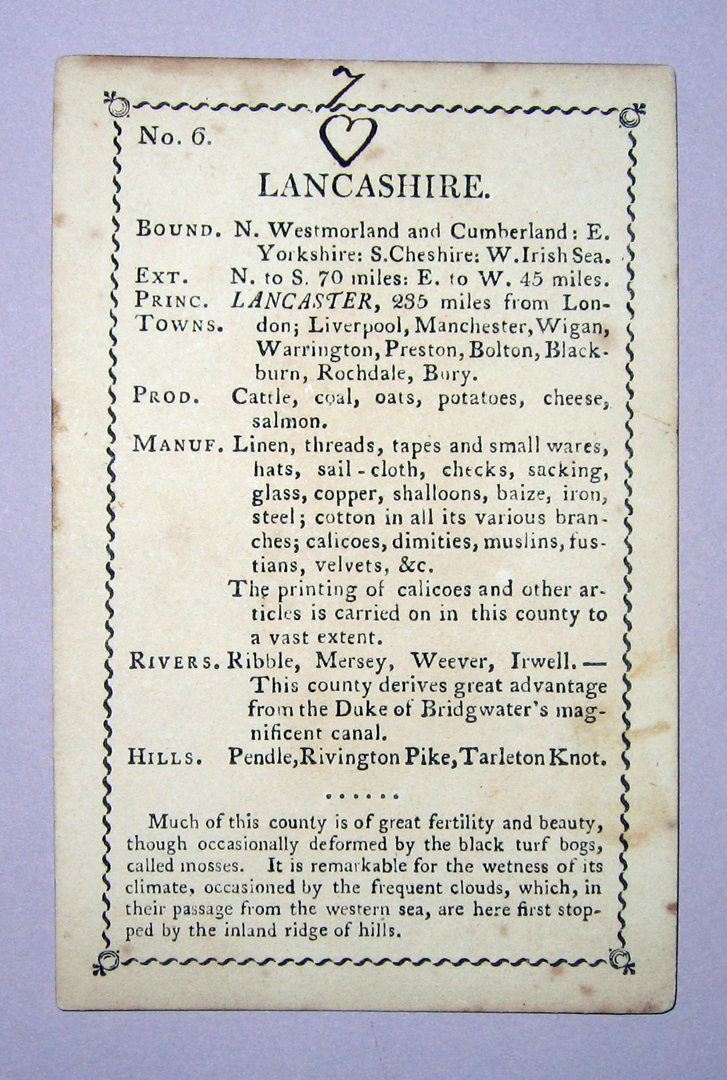 7
No. 6.
LANCASHIRE.
BOUND. N. Westmorland and Cumberland: E.
Yorkshire: S. Cheshire: W. Irish Sea.
EXT. N. to S. 70 miles: E. to W. 45 miles.
PRINC. LANCASTER, 235 miles from Lon-
TOWNS. don; Liverpool, Manchester, Wigan,
Warrington, Preston, Bolton, Black-
burn, Rochdale, Bury.
PROD. Cattle, coal, oats, potatoes, cheese,
salmon.
MANUF. Linen, threads, tapes and small wares,
hats, sail-cloth, checks, sacking,
glass, copper, shalloons, baize, iron,
steel; cotton in all its various bran-
ches; calicoes, dimities, muslins, fus-
tians, velvets, &c.
The printing of calicoes and other ar-
ticles is carried on in this county to
a vast extent.
RIVERS. Ribble, Mersey, Weever, Irwell. —
This county derives great advantage
from the Duke of Bridgwater's mag-
nificent canal.
HILLS. Pendle, Rivington Pike, Tarleton Knot.
Much of this county is of great fertility and beauty,
though occasionally deformed by the black turf bogs,
called mosses. It is remarkable for the wetness of its
climate, occasioned by the frequent clouds, which, in
their passage from the western sea, are here first stop-
ped by the inland ridge of hills.